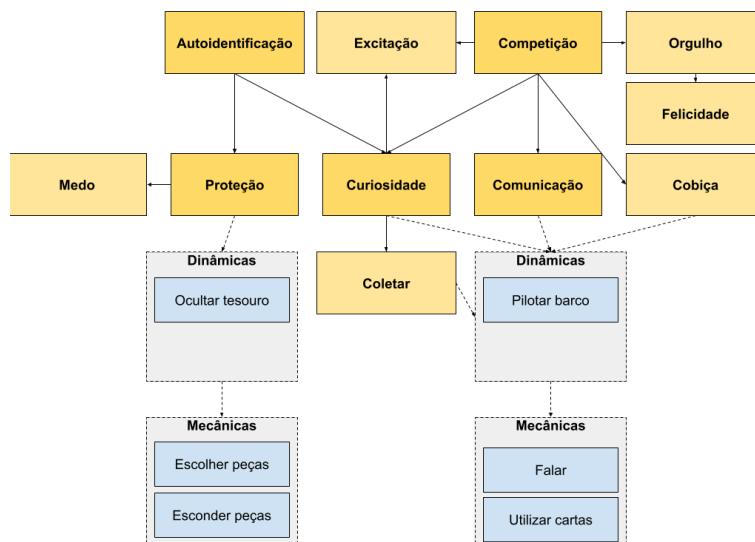 Autoidentificação
Excitação
Competição
Orgulho
Felicidade
Medo
Proteção
Curiosidade
Comunicação
Cobiça
Dinâmicas
Ocultar tesouro
Coletar
Dinâmicas
Pilotar barco
Mecânicas
Escolher peças
Esconder peças
Mecânicas
Falar
Utilizar cartas